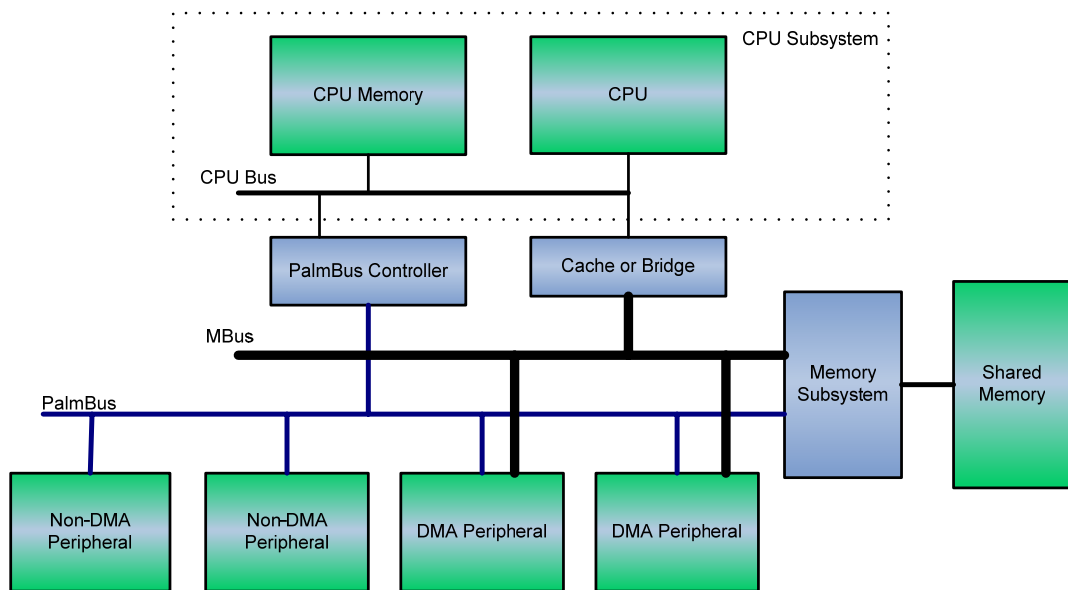 CPU Subsystem
CPU Memory
CPU
CPU Bus
PalmBus Controller
Cache or Bridge
MBus
Memory
Subsystem
Shared
Memory
PalmBus
Non-DMA
Peripheral
Non-DMA
Peripheral
DMA Peripheral
DMA Peripheral